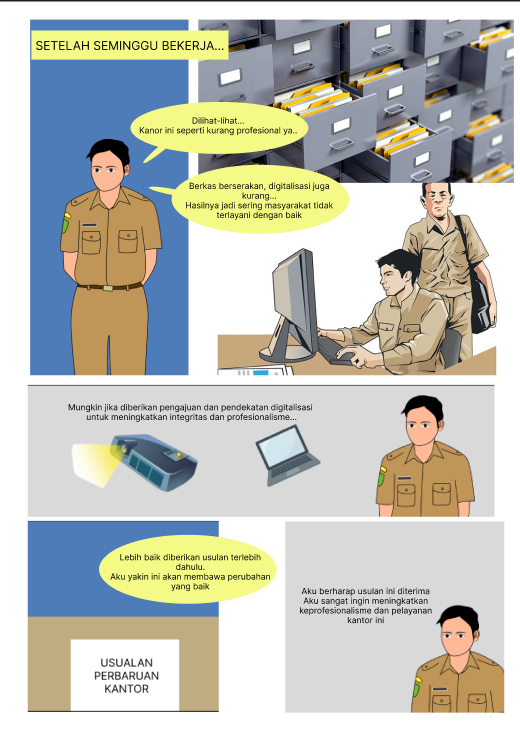 SETELAH SEMINGGU BEKERJA...
Dilihat-lihat...
Kanor ini seperti kurang profesional ya..
Berkas berserakan, digitalisasi juga
kurang...
Hasilnya jadi sering masyarakat tidak
terlayani dengan baik
Mungkin jika diberikan pengajuan dan pendekatan digitalisasi
untuk meningkatkan integritas dan profesionalisme...
Lebih baik diberikan usulan terlebih
dahulu.
Aku yakin ini akan membawa perubahan
yang baik
USUALAN
PERBARUAN
KANTOR
Aku berharap usulan ini diterima
Aku sangat ingin meningkatkan
keprofesionalisme dan pelayanan
kantor ini